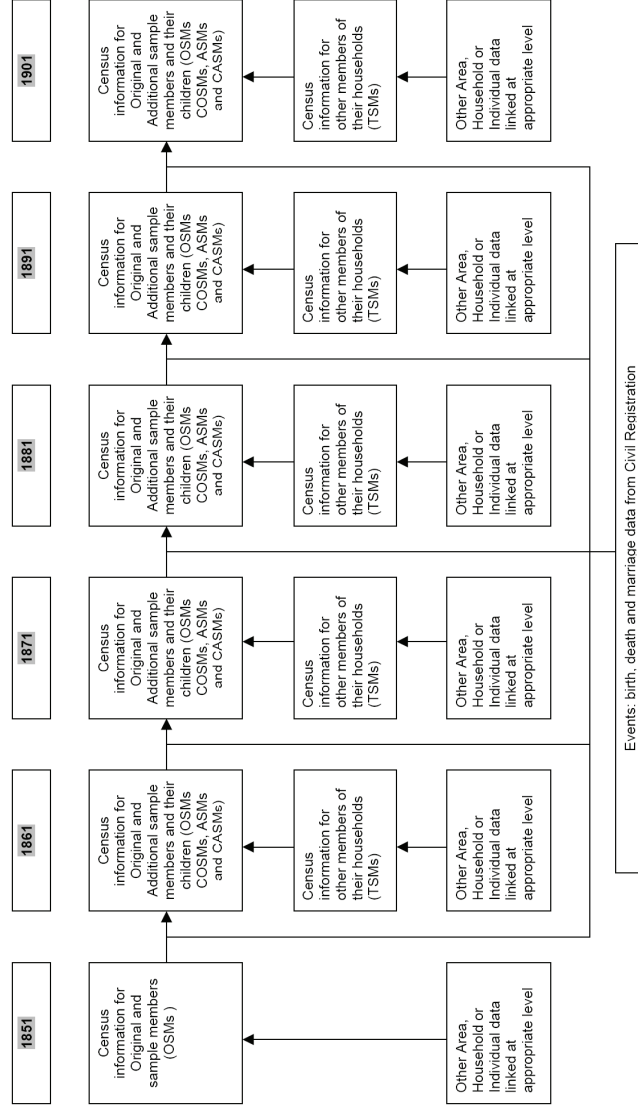 1851
1861
1871
1881
1891
1901
Census
information for
Original and
sample members
(OSMs )
Census
information for
Original and
Additional sample
members and their
children (OSMs
COSMs, ASMs
and CASMs)
Census
information for
Original and
Additional sample
members and their
children (OSMs
COSMs, ASMs
and CASMs)
Census
information for
Original and
Additional sample
members and their
children (OSMs
COSMs, ASMs
and CASMs)
Census
information for
Original and
Additional sample
members and their
children (OSMs
COSMs, ASMs
and CASMs)
Census
information for
Original and
Additional sample
members and their
children (OSMs
COSMs, ASMs
and CASMs)
Census
information for
other members of
their households
(TSMs)
Census
information for
other members of
their households
(TSMs)
Census
information for
other members of
their households
(TSMs)
Census
information for
other members of
their households
(TSMs)
Census
information for
other members of
their households
(TSMs)
Other Area,
Household or
Individual data
linked at
appropriate level
Other Area,
Household or
Individual data
linked at
appropriate level
Other Area,
Household or
Individual data
linked at
appropriate level
Other Area,
Household or
Individual data
linked at
appropriate level
Other Area,
Household or
Individual data
linked at
appropriate level
Other Area,
Household or
Individual data
linked at
appropriate level
Events: birth, death and marriage data from Civil Registration